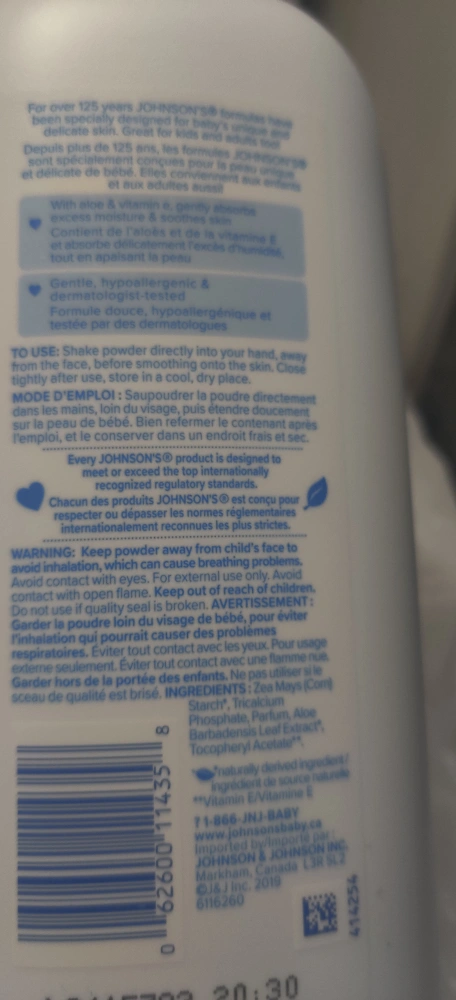 For over 125 years JOHNSON'S® formulas have
been specially designed for baby's unique and
delicate skin. Great for kids and adults too!
Depuis plus de 125 ans, les formules JOHNSON'S®
sont spécialement conçues pour la peau unique
et délicate de bébé. Elles conviennent aux enfants
et aux adultes aussi!
With aloe & vitamin e, gently absorbs
excess moisture & soothes skin
Contient de l'aloès et de la vitamine E
et absorbe délicatement l'excès d'humidité,
tout en apaisant la peau
Gentle, hypoallergenic &
dermatologist-tested
Formule douce, hypoallergénique et
testée par des dermatologues
TO USE: Shake powder directly into your hand, away
from the face, before smoothing onto the skin. Close
tightly after use, store in a cool, dry place.
MODE D'EMPLOI : Saupoudrer la poudre directement
dans les mains, loin du visage, puis étendre doucement
sur la peau de bébé. Bien refermer le contenant après
l'emploi, et le conserver dans un endroit frais et sec.
Every JOHNSON'S® product is designed to
meet or exceed the top internationally
recognized regulatory standards.
Chacun des produits JOHNSON'S® est conçu pour
respecter ou dépasser les normes réglementaires
internationalement reconnues les plus strictes.
WARNING: Keep powder away from child's face to
avoid inhalation, which can cause breathing problems.
Avoid contact with eyes. For external use only. Avoid
contact with open flame. Keep out of reach of children.
Do not use if quality seal is broken. AVERTISSEMENT :
Garder la poudre loin du visage de bébé, pour éviter
l'inhalation qui pourrait causer des problèmes
respiratoires. Éviter tout contact avec les yeux. Pour usage
externe seulement. Éviter tout contact avec une flamme nue.
Garder hors de la portée des enfants. Ne pas utiliser si le
sceau de qualité est brisé. INGREDIENTS : Zea Mays (Corn)
Starch*, Tricalcium
Phosphate, Parfum, Aloe
Barbadensis Leaf Extract*,
Tocopheryl Acetate**.
*naturally derived ingredient/
ingrédient de source naturelle
**Vitamin E/Vitamine E
? 1-866-JNJ-BABY
www.johnsonsbaby.ca
Imported by/Importé par :
JOHNSON & JOHNSON INC.
Markham, Canada L3R 5L2
©J&J Inc. 2019
6116260
0 62600 11435 8
414254
20:30